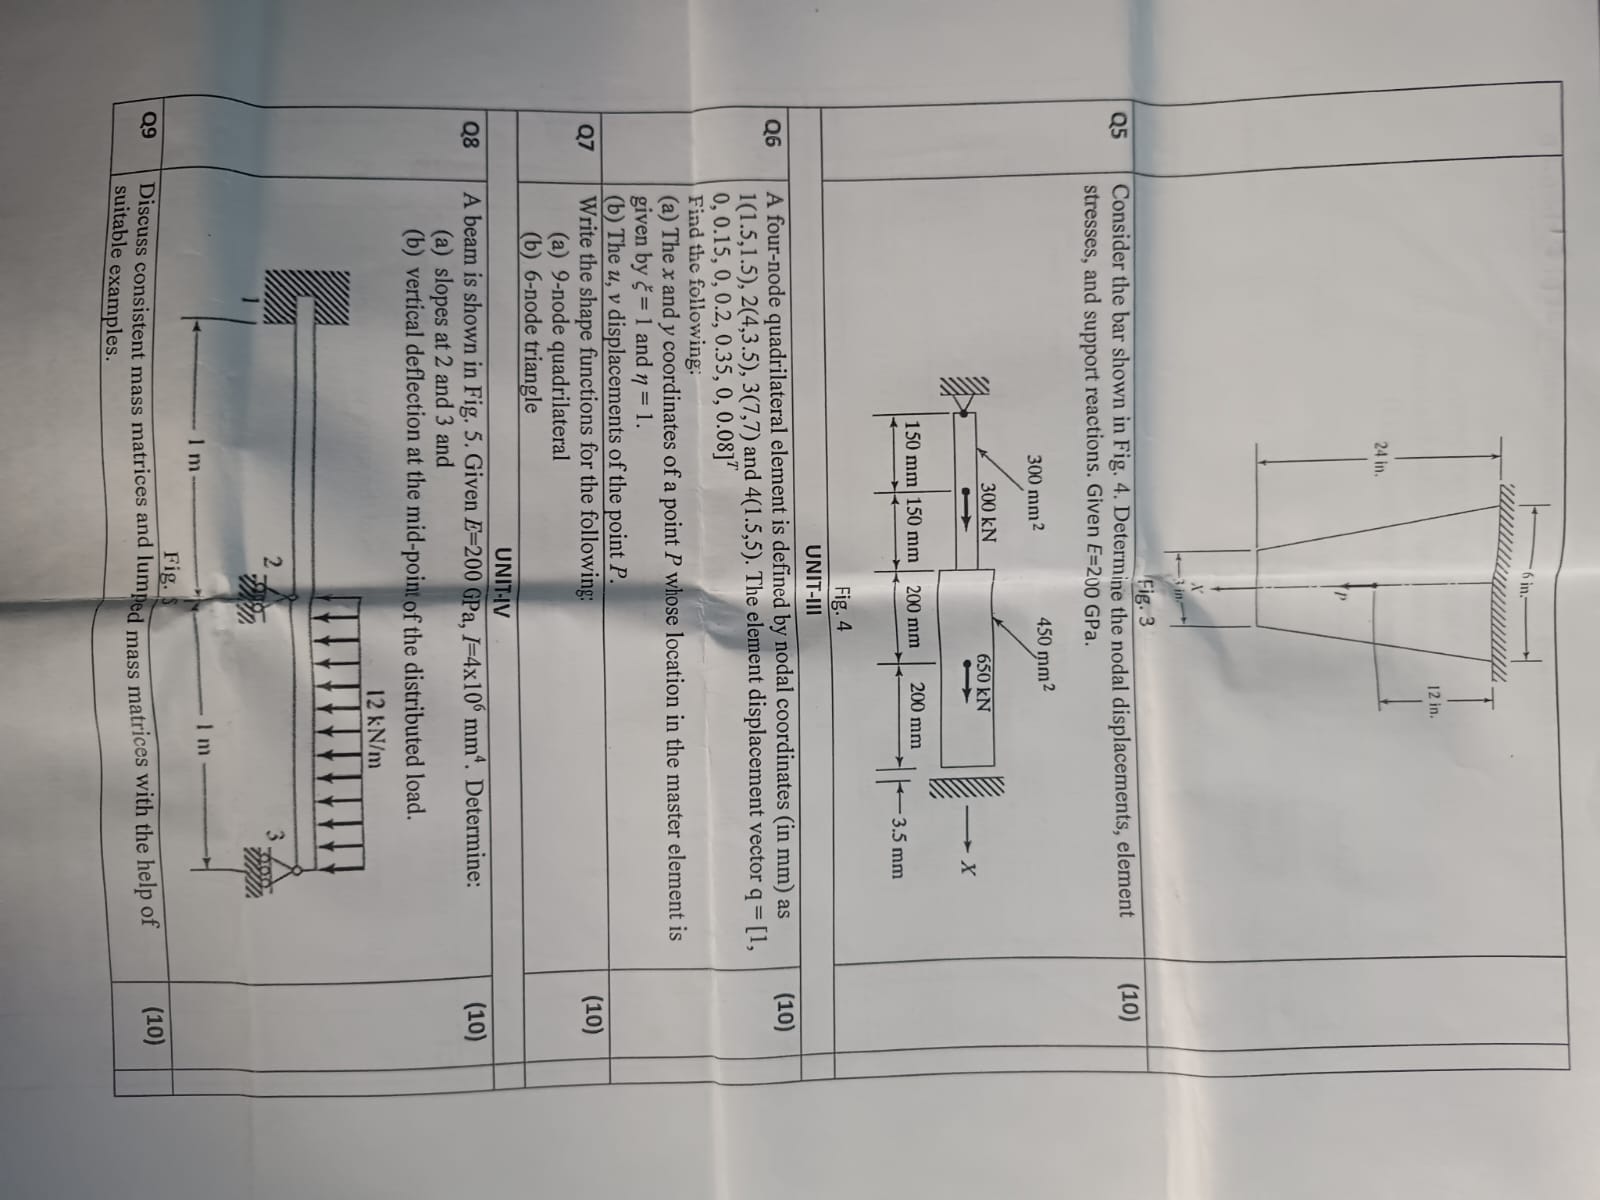 6 in.
12 in.
24 in.
P
X
3 in.
Fig. 3
Q5 Consider the bar shown in Fig. 4. Determine the nodal displacements, element (10)
stresses, and support reactions. Given E=200 GPa.
300 mm² 450 mm²
300 kN 650 kN
X
150 mm 150 mm 200 mm 200 mm
3.5 mm
Fig. 4
UNIT-III
Q6 A four-node quadrilateral element is defined by nodal coordinates (in mm) as (10)
1(1.5,1.5), 2(4,3.5), 3(7,7) and 4(1.5,5). The element displacement vector q = [1,
0, 0.15, 0, 0.2, 0.35, 0, 0.08]ᵀ
Find the following:
(a) The x and y coordinates of a point P whose location in the master element is
given by ξ = 1 and η = 1.
(b) The u, v displacements of the point P.
Q7 Write the shape functions for the following: (10)
(a) 9-node quadrilateral
(b) 6-node triangle
UNIT-IV
Q8 A beam is shown in Fig. 5. Given E=200 GPa, I=4x10⁶ mm⁴. Determine: (10)
(a) slopes at 2 and 3 and
(b) vertical deflection at the mid-point of the distributed load.
12 kN/m
2 3
1
1 m 1 m
Fig. 5
Q9 Discuss consistent mass matrices and lumped mass matrices with the help of (10)
suitable examples.